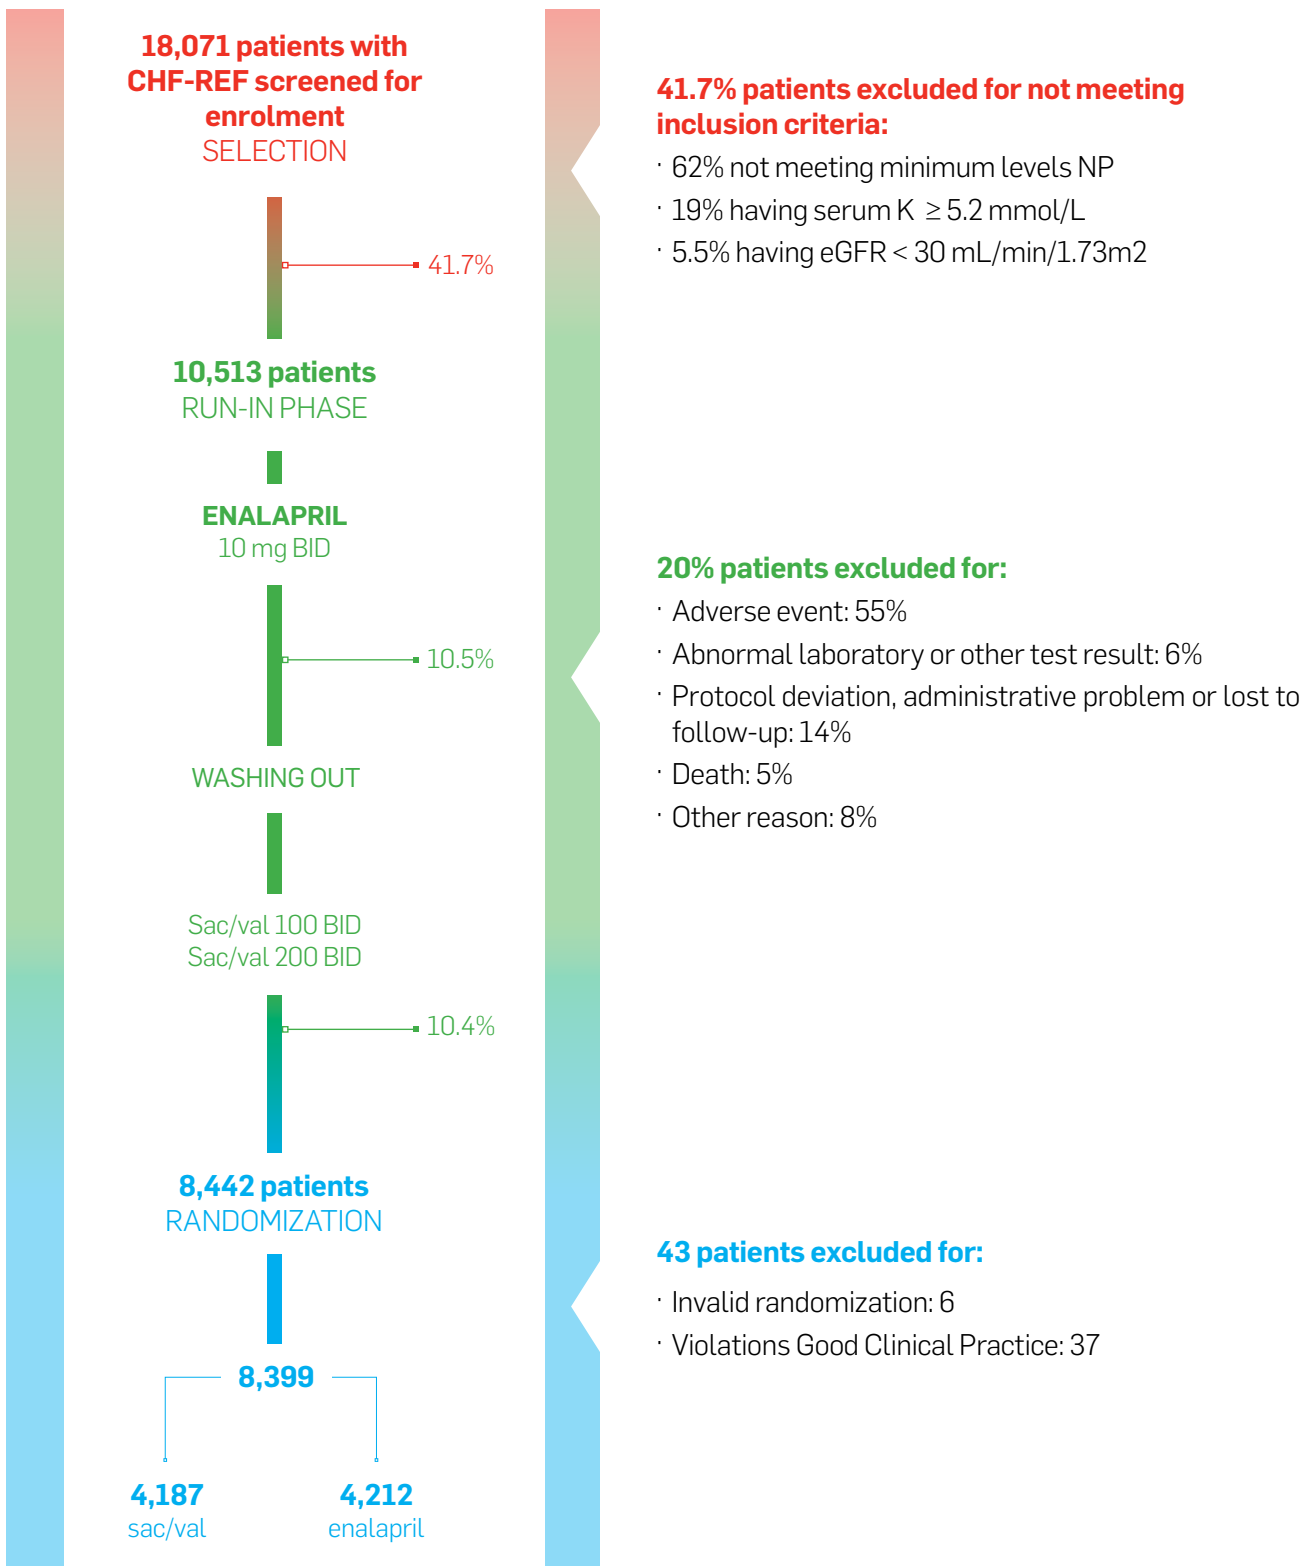 18,071 patients with
CHF-REF screened for
enrolment
SELECTION
41.7%
10,513 patients
RUN-IN PHASE
ENALAPRIL
10 mg BID
10.5%
WASHING OUT
Sac/val 100 BID
Sac/val 200 BID
10.4%
8,442 patients
RANDOMIZATION
8,399
4,187
sac/val
4,212
enalapril
41.7% patients excluded for not meeting
inclusion criteria:
· 62% not meeting minimum levels NP
· 19% having serum K ≥ 5.2 mmol/L
· 5.5% having eGFR < 30 mL/min/1.73m2
20% patients excluded for:
· Adverse event: 55%
· Abnormal laboratory or other test result: 6%
· Protocol deviation, administrative problem or lost to
follow-up: 14%
· Death: 5%
· Other reason: 8%
43 patients excluded for:
· Invalid randomization: 6
· Violations Good Clinical Practice: 37